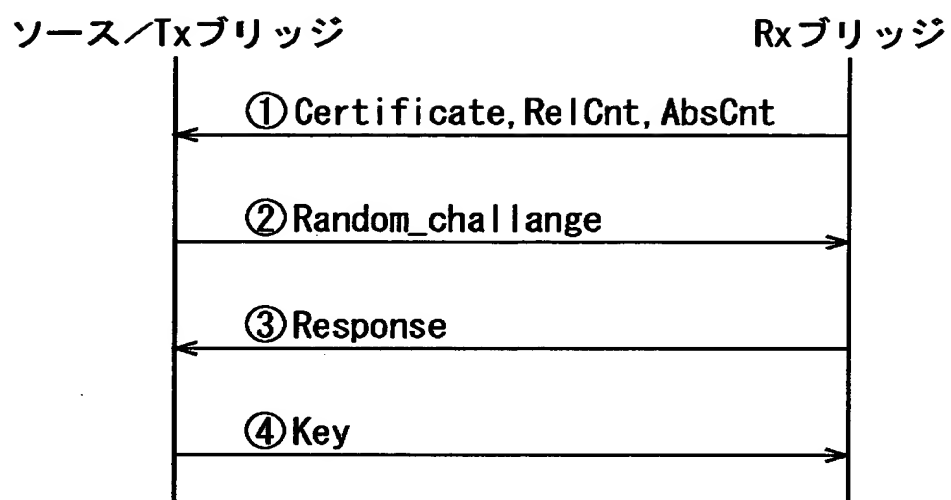 ソース/Txブリッジ
Rxブリッジ
①Certificate,RelCnt,AbsCnt
②Random_challange
③Response
④Key